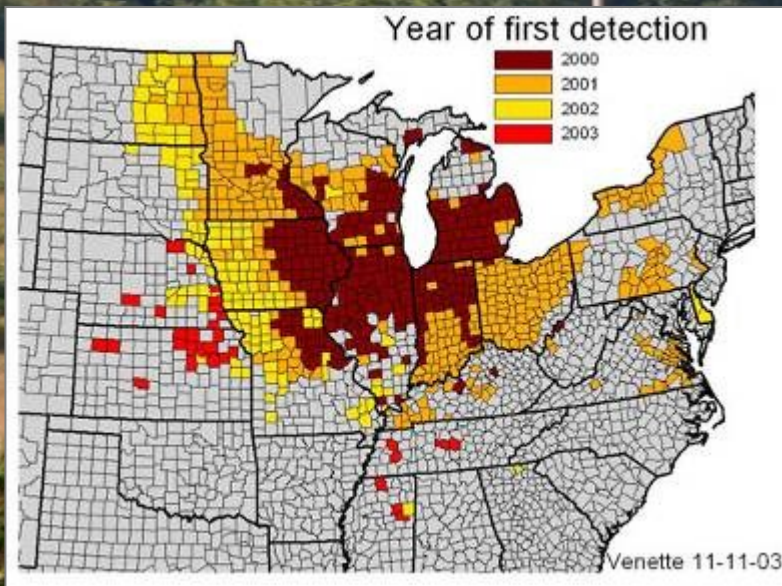 Year of first detection
2000
2001
2002
2003
Venette 11-11-03